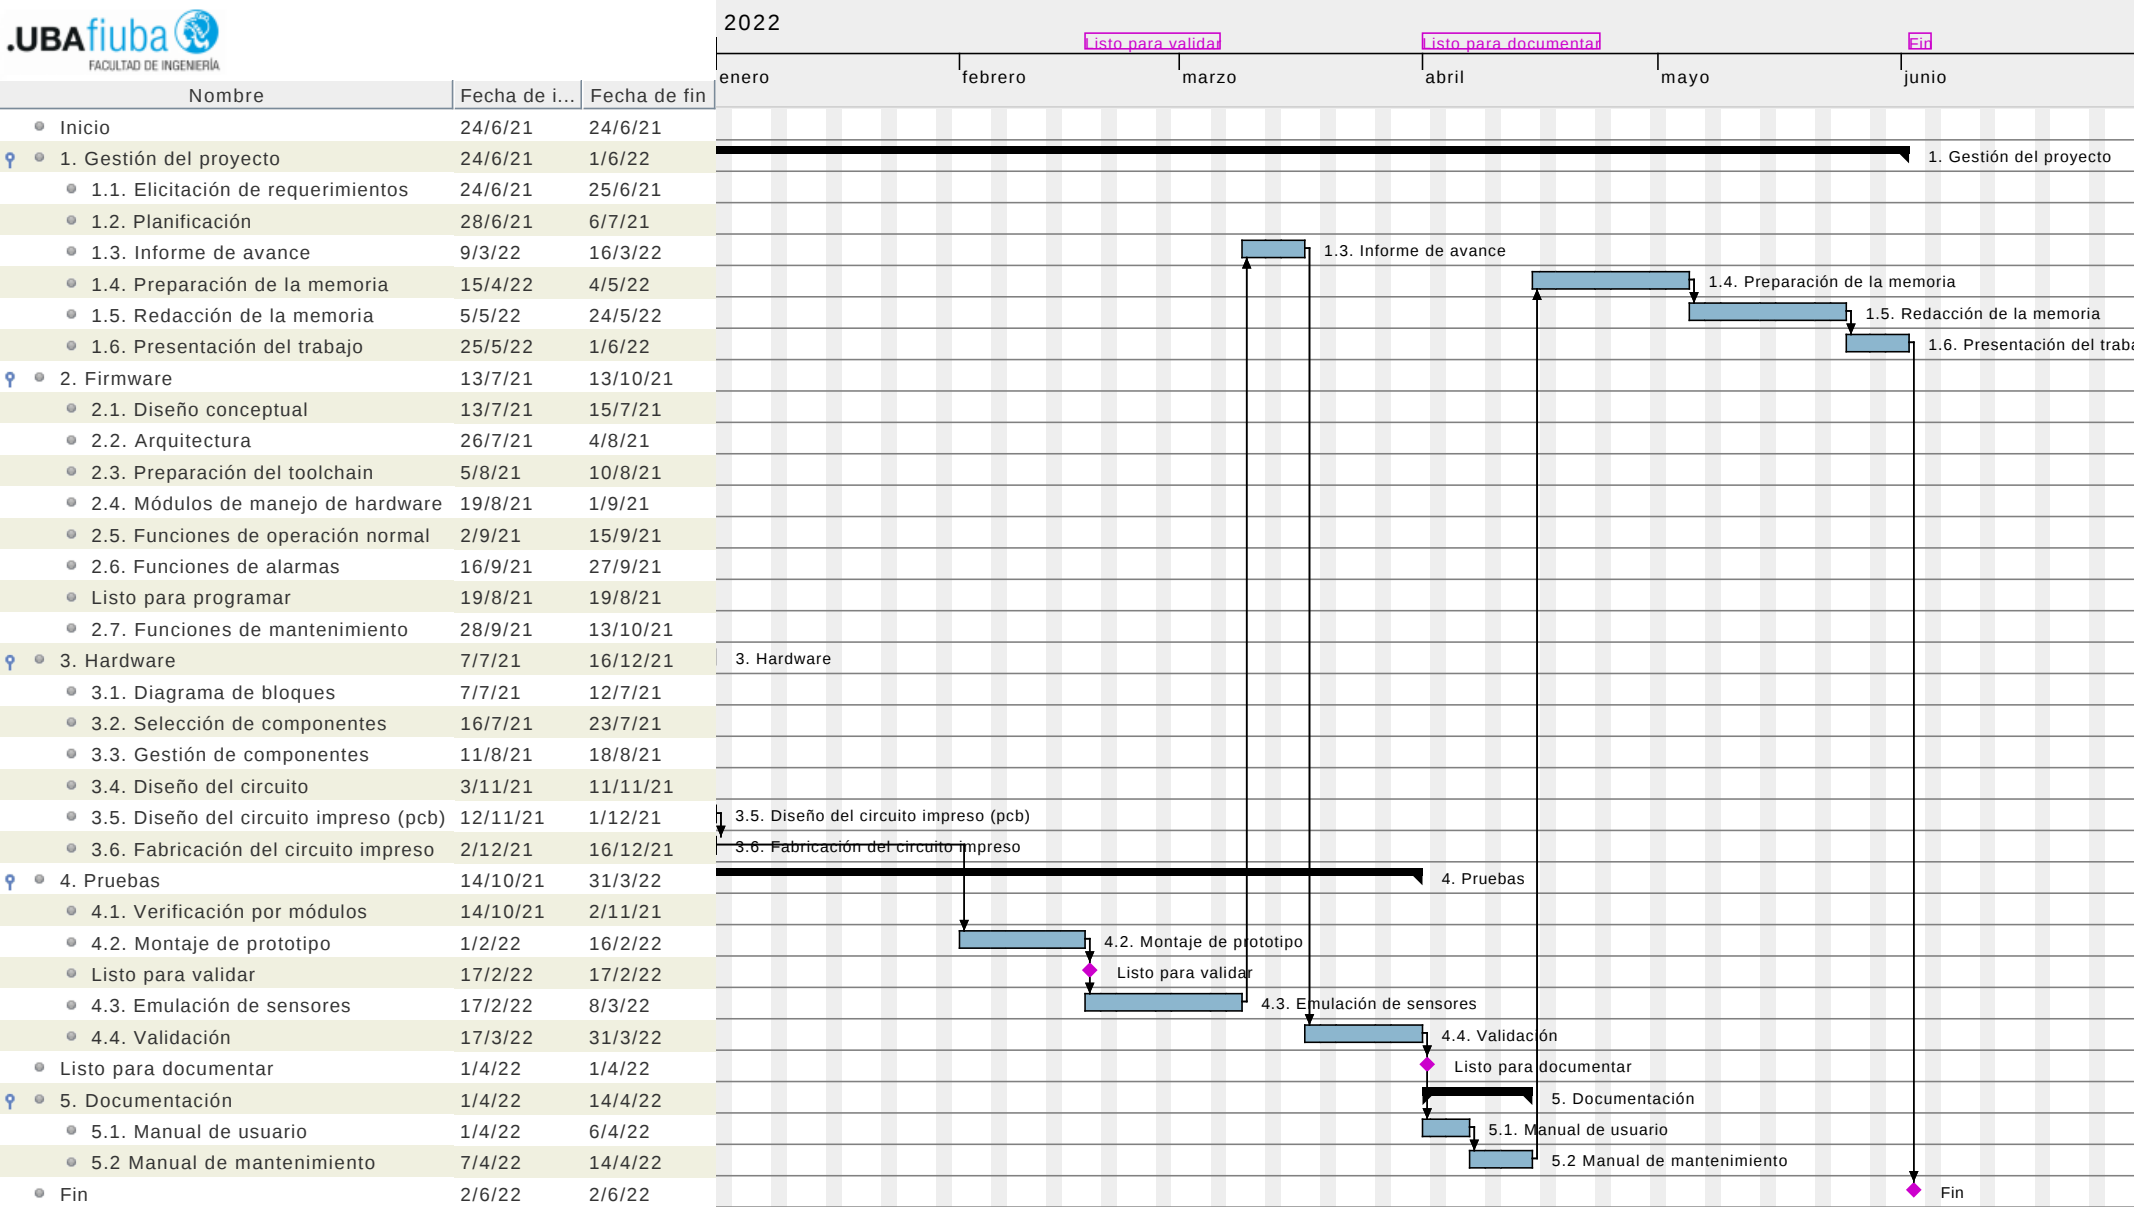 .UBAfiuba
FACULTAD DE INGENIERÍA
2022
Listo para validar Listo para documentar Fin
enero febrero marzo abril mayo junio
Nombre Fecha de i... Fecha de fin
Inicio 24/6/21 24/6/21
1. Gestión del proyecto 24/6/21 1/6/22 1. Gestión del proyecto
1.1. Elicitación de requerimientos 24/6/21 25/6/21
1.2. Planificación 28/6/21 6/7/21
1.3. Informe de avance 9/3/22 16/3/22 1.3. Informe de avance
1.4. Preparación de la memoria 15/4/22 4/5/22 1.4. Preparación de la memoria
1.5. Redacción de la memoria 5/5/22 24/5/22 1.5. Redacción de la memoria
1.6. Presentación del trabajo 25/5/22 1/6/22 1.6. Presentación del traba
2. Firmware 13/7/21 13/10/21
2.1. Diseño conceptual 13/7/21 15/7/21
2.2. Arquitectura 26/7/21 4/8/21
2.3. Preparación del toolchain 5/8/21 10/8/21
2.4. Módulos de manejo de hardware 19/8/21 1/9/21
2.5. Funciones de operación normal 2/9/21 15/9/21
2.6. Funciones de alarmas 16/9/21 27/9/21
Listo para programar 19/8/21 19/8/21
2.7. Funciones de mantenimiento 28/9/21 13/10/21
3. Hardware 7/7/21 16/12/21 3. Hardware
3.1. Diagrama de bloques 7/7/21 12/7/21
3.2. Selección de componentes 16/7/21 23/7/21
3.3. Gestión de componentes 11/8/21 18/8/21
3.4. Diseño del circuito 3/11/21 11/11/21
3.5. Diseño del circuito impreso (pcb) 12/11/21 1/12/21 3.5. Diseño del circuito impreso (pcb)
3.6. Fabricación del circuito impreso 2/12/21 16/12/21 3.6. Fabricación del circuito impreso
4. Pruebas 14/10/21 31/3/22 4. Pruebas
4.1. Verificación por módulos 14/10/21 2/11/21
4.2. Montaje de prototipo 1/2/22 16/2/22 4.2. Montaje de prototipo
Listo para validar 17/2/22 17/2/22 Listo para validar
4.3. Emulación de sensores 17/2/22 8/3/22 4.3. Emulación de sensores
4.4. Validación 17/3/22 31/3/22 4.4. Validación
Listo para documentar 1/4/22 1/4/22 Listo para documentar
5. Documentación 1/4/22 14/4/22 5. Documentación
5.1. Manual de usuario 1/4/22 6/4/22 5.1. Manual de usuario
5.2 Manual de mantenimiento 7/4/22 14/4/22 5.2 Manual de mantenimiento
Fin 2/6/22 2/6/22 Fin